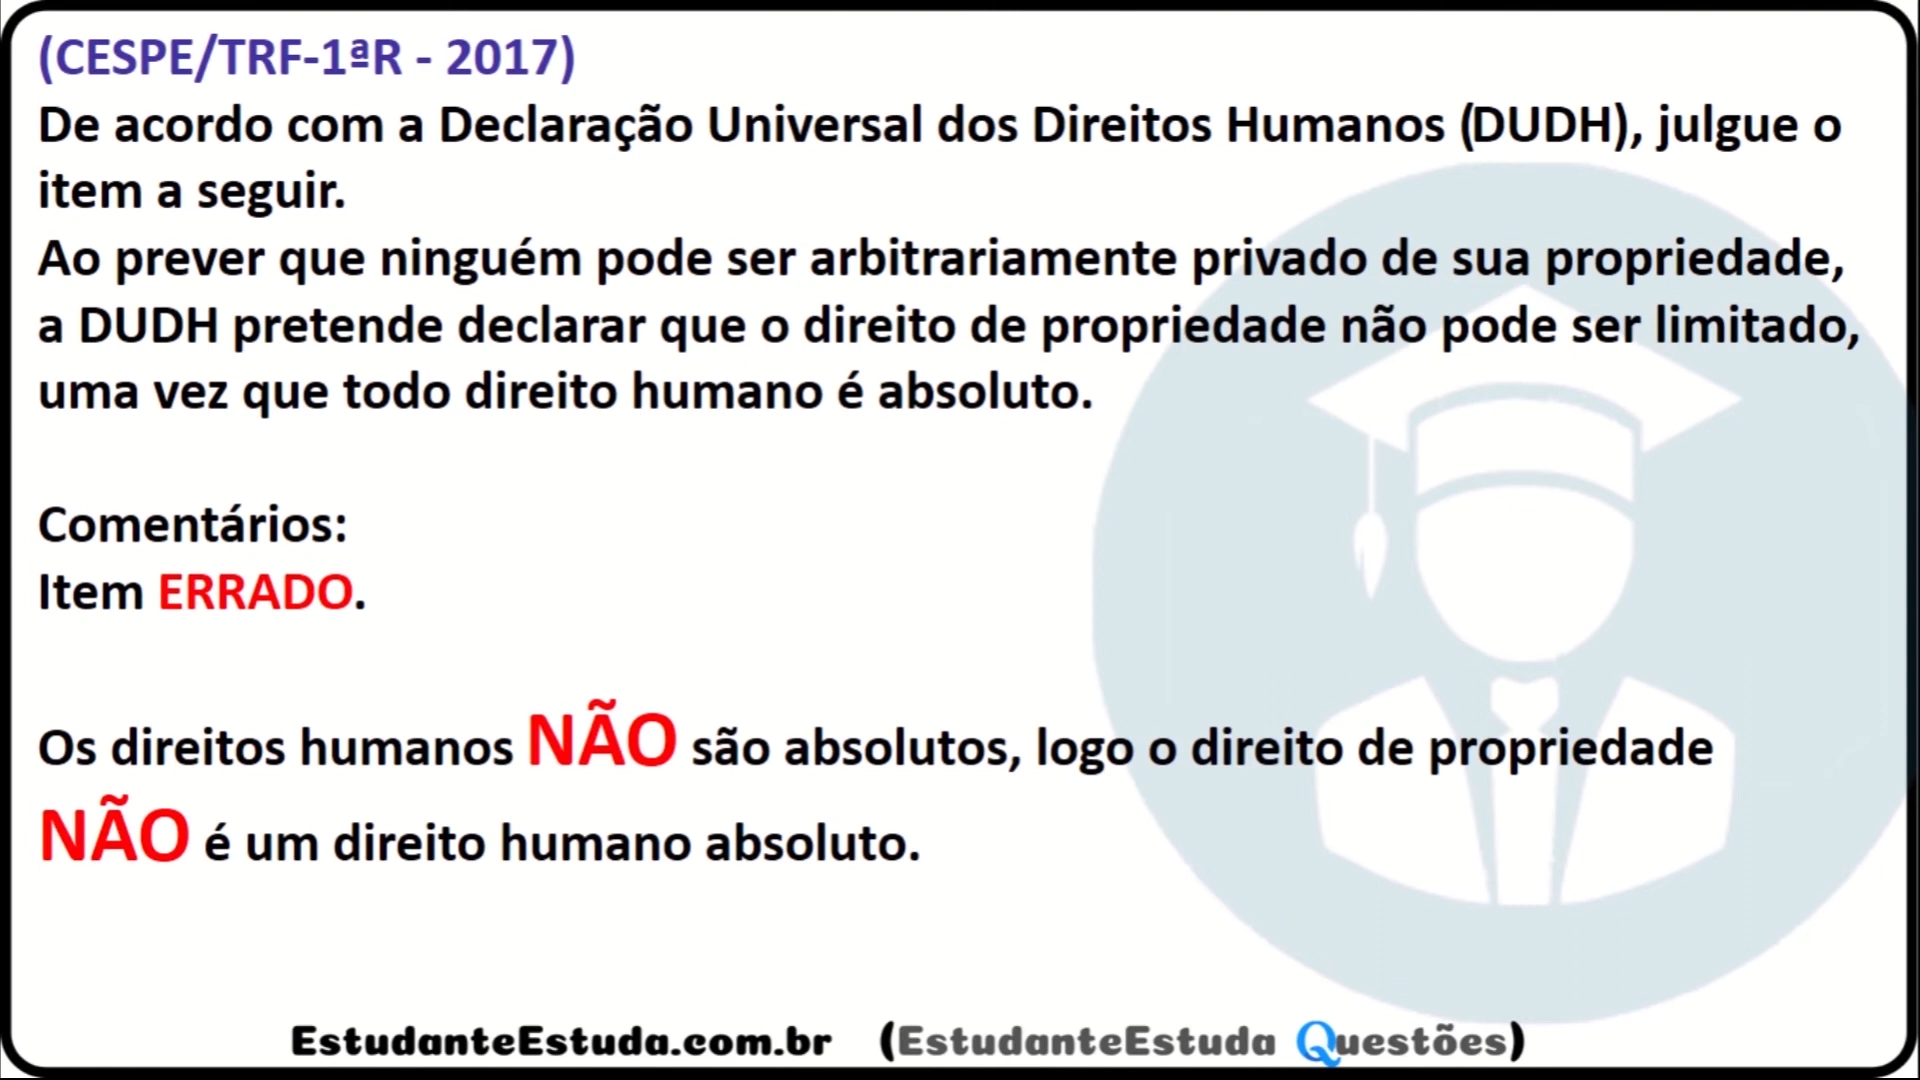 (CESPE/TRF-1ªR - 2017)
De acordo com a Declaração Universal dos Direitos Humanos (DUDH), julgue o
item a seguir.
Ao prever que ninguém pode ser arbitrariamente privado de sua propriedade,
a DUDH pretende declarar que o direito de propriedade não pode ser limitado,
uma vez que todo direito humano é absoluto.
Comentários:
Item ERRADO.
Os direitos humanos NÃO são absolutos, logo o direito de propriedade
NÃO é um direito humano absoluto.
EstudanteEstuda.com.br (EstudanteEstuda Questões)